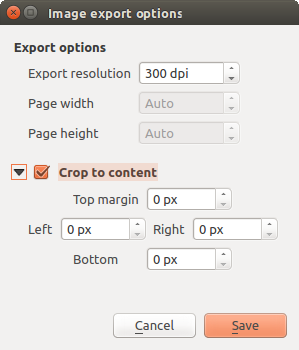 Image export options
Export options
Export resolution 300 dpi
Page width Auto
Page height Auto
Crop to content
Top margin 0 px
Left 0 px Right 0 px
Bottom 0 px
Cancel Save